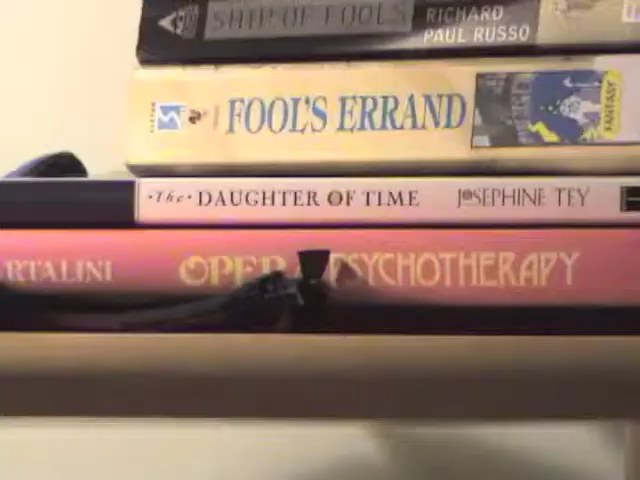 SHIP OF FOOLS RICHARD PAUL RUSSO
FOOL'S ERRAND FANTASY
The DAUGHTER OF TIME JOSEPHINE TEY
RTALINI PSYCHOTHERAPY